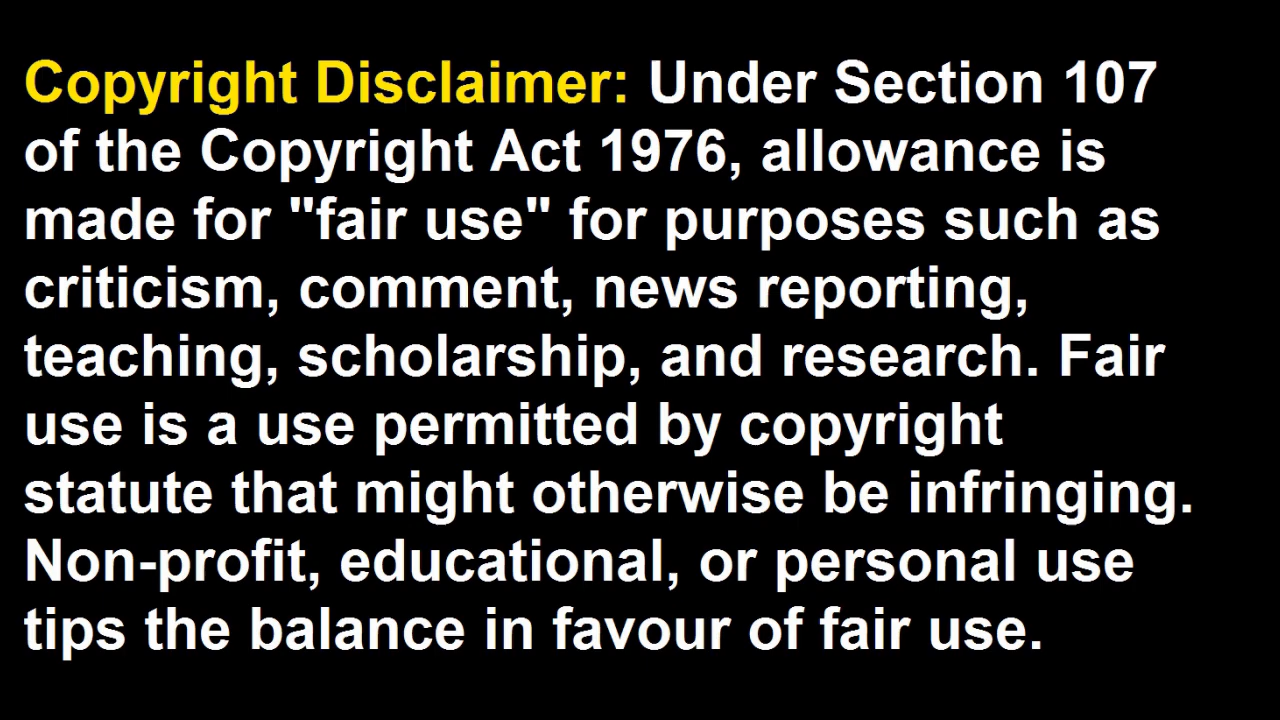 Copyright Disclaimer: Under Section 107
of the Copyright Act 1976, allowance is
made for "fair use" for purposes such as
criticism, comment, news reporting,
teaching, scholarship, and research. Fair
use is a use permitted by copyright
statute that might otherwise be infringing.
Non-profit, educational, or personal use
tips the balance in favour of fair use.